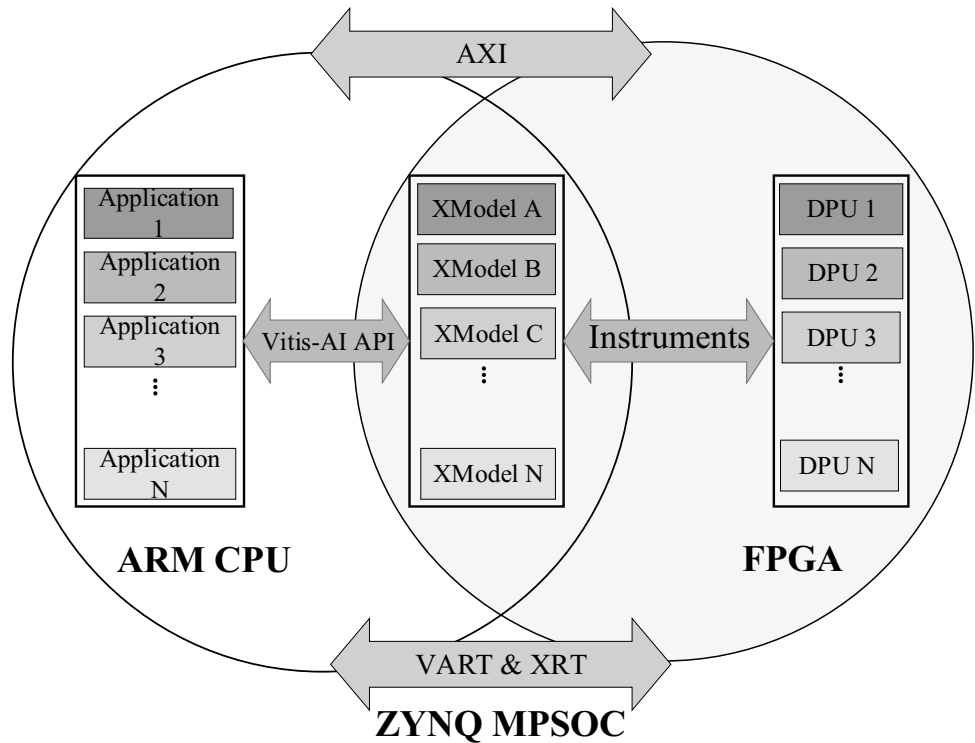 AXI
Application
1
Application
2
Application
3
⋮
Application
N
Vitis-AI API
XModel A
XModel B
XModel C
⋮
XModel N
Instruments
DPU 1
DPU 2
DPU 3
⋮
DPU N
ARM CPU
FPGA
VART & XRT
ZYNQ MPSOC